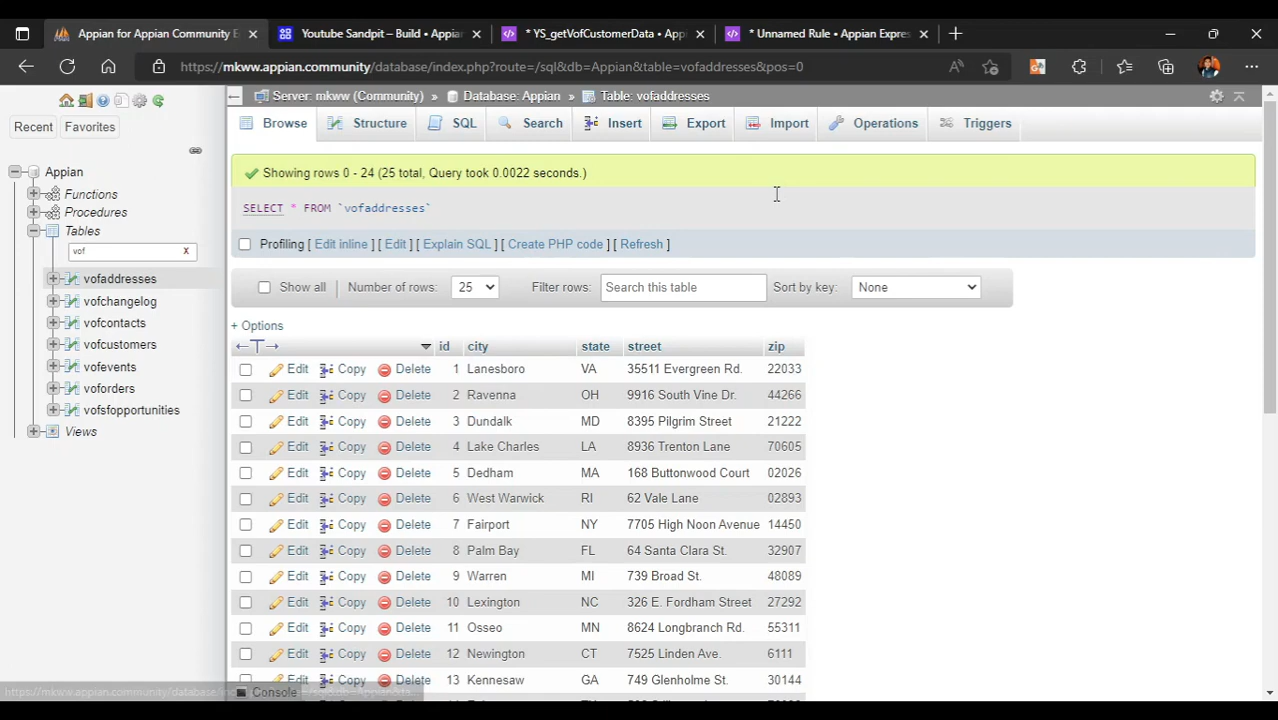 Appian for Appian Community E
Youtube Sandpit – Build • Appian
* YS_getVofCustomerData • Appi
* Unnamed Rule • Appian Expres
https://mkww.appian.community/database/index.php?route=/sql&db=Appian&table=vofaddresses&pos=0
Recent
Favorites
Appian
Functions
Procedures
Tables
vof
X
vofaddresses
vofchangelog
vofcontacts
vofcustomers
vofevents
voforders
vofsfopportunities
Views
Server: mkww (Community) » Database: Appian » Table: vofaddresses
Browse Structure SQL Search Insert Export Import Operations Triggers
Showing rows 0 - 24 (25 total, Query took 0.0022 seconds.)
SELECT * FROM `vofaddresses`
Profiling [ Edit inline ] [ Edit ] [ Explain SQL ] [ Create PHP code ] [ Refresh ]
Show all Number of rows: 25 Filter rows: Search this table Sort by key: None
+ Options
id city state street zip
Edit Copy Delete 1 Lanesboro VA 35511 Evergreen Rd. 22033
Edit Copy Delete 2 Ravenna OH 9916 South Vine Dr. 44266
Edit Copy Delete 3 Dundalk MD 8395 Pilgrim Street 21222
Edit Copy Delete 4 Lake Charles LA 8936 Trenton Lane 70605
Edit Copy Delete 5 Dedham MA 168 Buttonwood Court 02026
Edit Copy Delete 6 West Warwick RI 62 Vale Lane 02893
Edit Copy Delete 7 Fairport NY 7705 High Noon Avenue 14450
Edit Copy Delete 8 Palm Bay FL 64 Santa Clara St. 32907
Edit Copy Delete 9 Warren MI 739 Broad St. 48089
Edit Copy Delete 10 Lexington NC 326 E. Fordham Street 27292
Edit Copy Delete 11 Osseo MN 8624 Longbranch Rd. 55311
Edit Copy Delete 12 Newington CT 7525 Linden Ave. 6111
Edit Copy Delete 13 Kennesaw GA 749 Glenholme St. 30144
Console